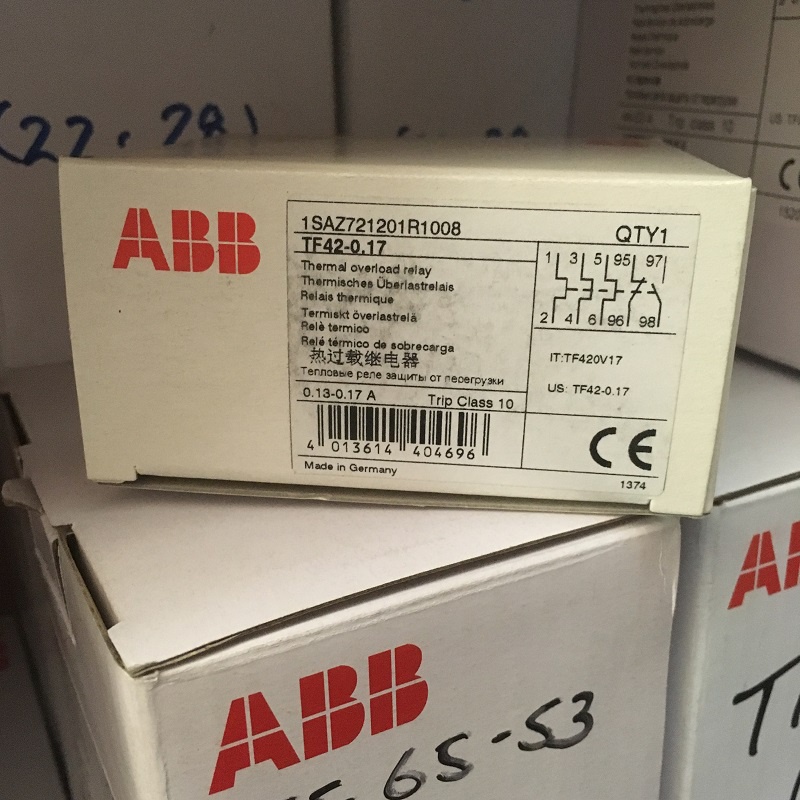 (22-28)
ABB
1SAZ721201R1008
QTY1
TF42-0.17
Thermal overload relay
Thermisches Überlastrelais
Relais thermique
Termiskt överlastrelä
Relè termico
Relé térmico de sobrecarga
热过载继电器
Тепловые реле защиты от перегрузки
1 3 5 95 97
2 4 6 96 98
IT:TF420V17
US: TF42-0.17
0.13-0.17 A Trip Class 10
4 013614 404696
CE
Made in Germany
1374
ABB
65-53